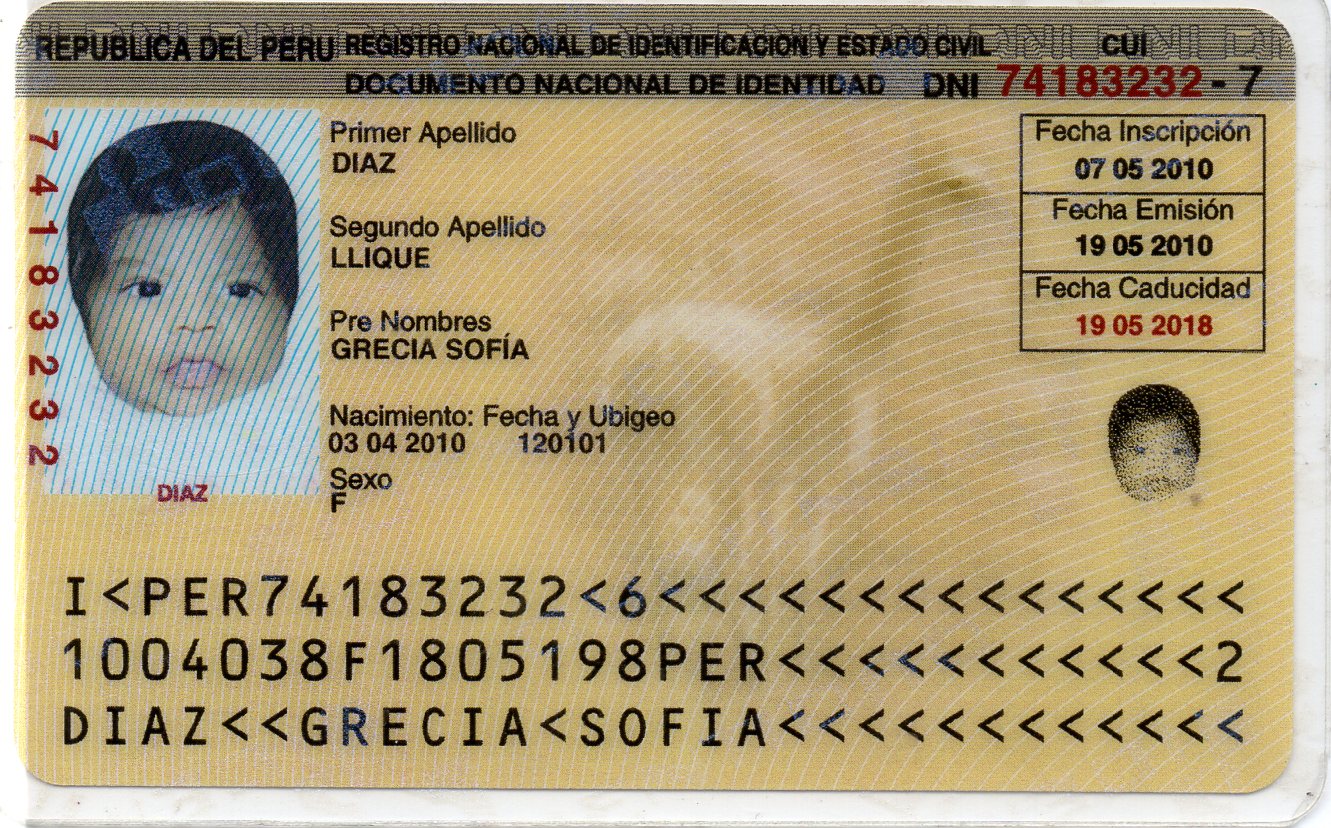 REPUBLICA DEL PERU REGISTRO NACIONAL DE IDENTIFICACION Y ESTADO CIVIL CUI
DOCUMENTO NACIONAL DE IDENTIDAD DNI 74183232 - 7
74183232
Primer Apellido
DIAZ
Segundo Apellido
LLIQUE
Pre Nombres
GRECIA SOFÍA
Nacimiento: Fecha y Ubigeo
03 04 2010 120101
Sexo
F
DIAZ
Fecha Inscripción
07 05 2010
Fecha Emisión
19 05 2010
Fecha Caducidad
19 05 2018
I<PER74183232<6<<<<<<<<<<<<<<<
1004038F1805198PER<<<<<<<<<<<2
DIAZ<<GRECIA<SOFIA<<<<<<<<<<<<